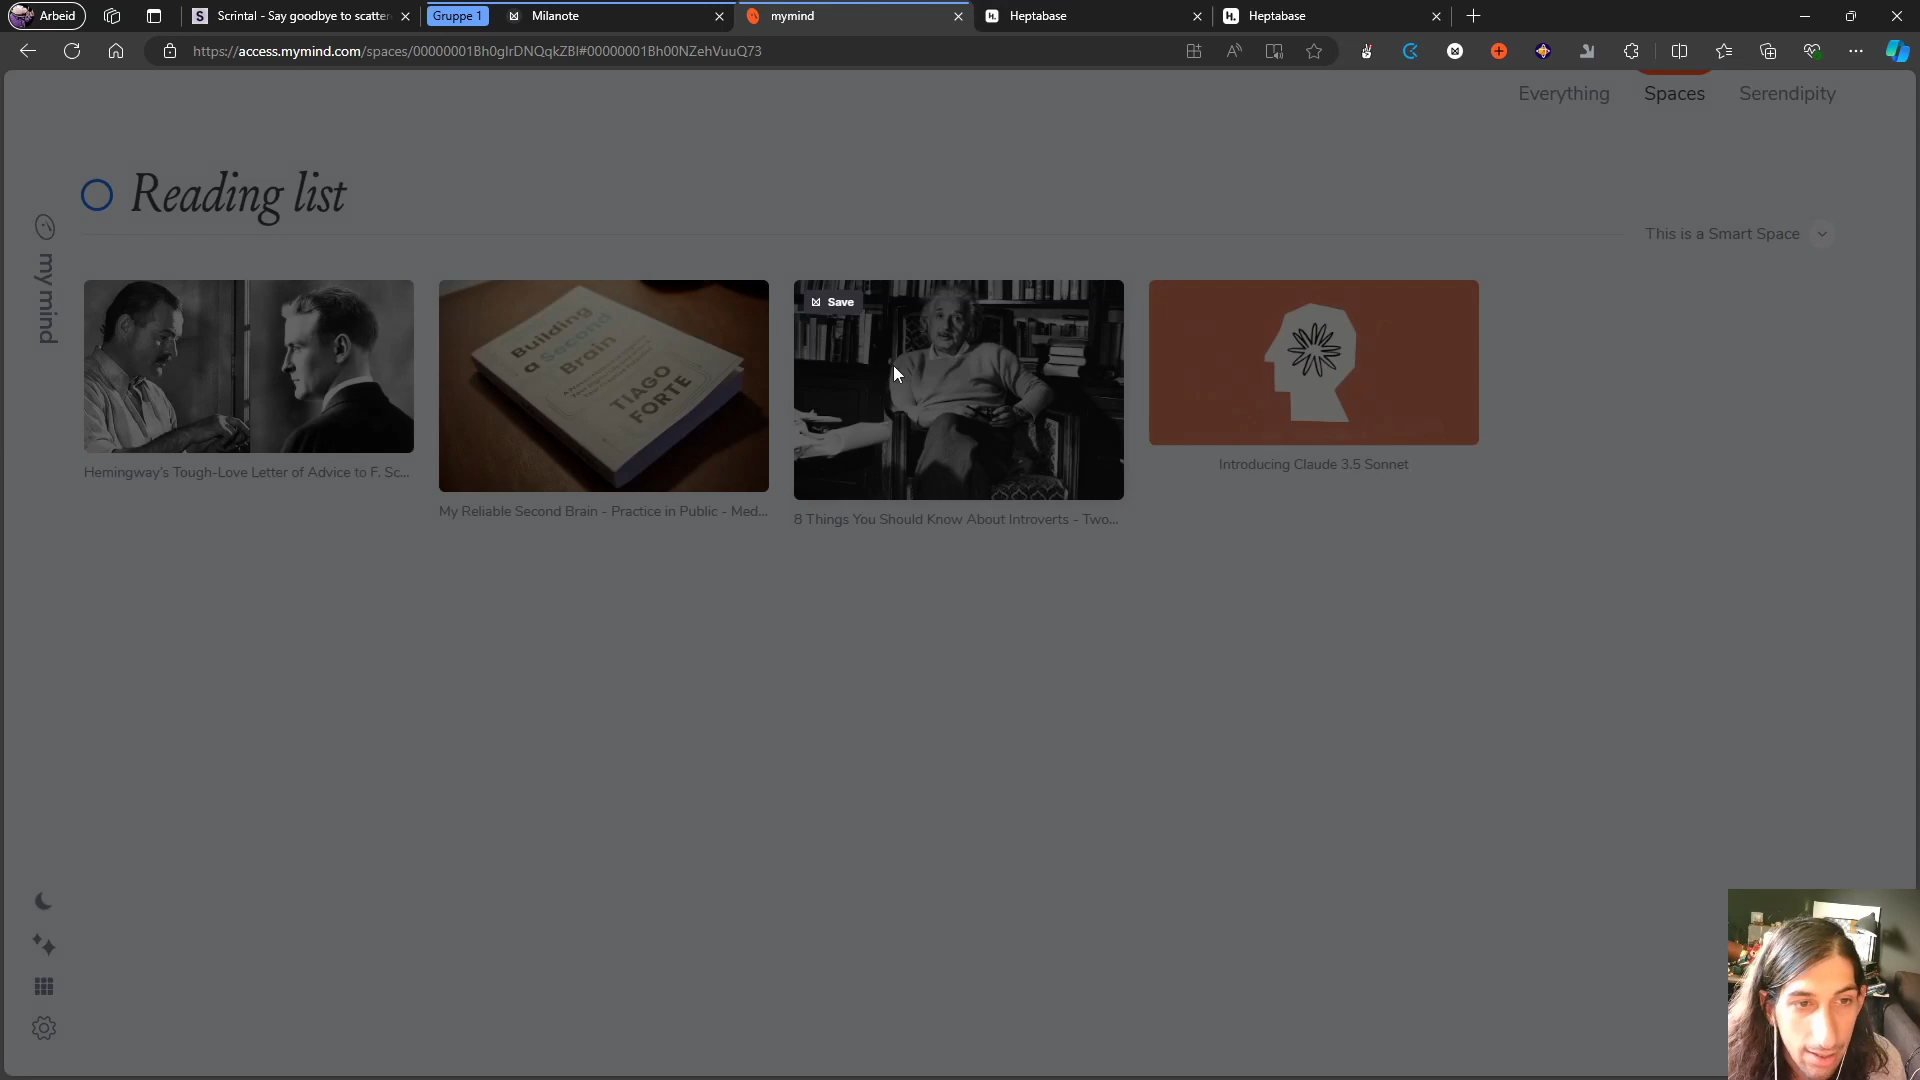 Arbeid
Scrintal - Say goodbye to scatter
Gruppe 1
Milanote
mymind
Heptabase
Heptabase
https://access.mymind.com/spaces/00000001Bh0gIrDNQqkZBI#00000001Bh00NZehVuuQ73
Everything
Spaces
Serendipity
Reading list
This is a Smart Space
my mind
Save
Building
a Second
Brain
TIAGO
FORTE
Hemingway's Tough-Love Letter of Advice to F. Sc...
My Reliable Second Brain - Practice in Public - Med...
8 Things You Should Know About Introverts - Two...
Introducing Claude 3.5 Sonnet